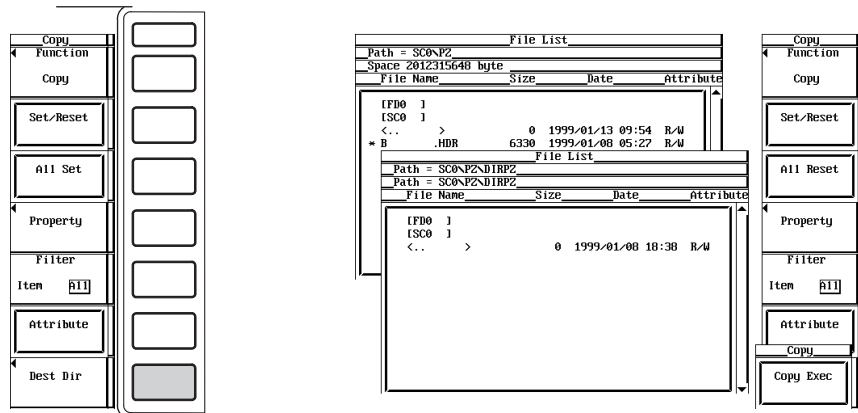 Copy
Function
Copy
Set/Reset
All Set
Property
Filter
Item All
Attribute
Dest Dir
File List
Path = SC0\PZ
Space 2012315648 byte
File Name Size Date Attribute
[FD0 ]
[SC0 ]
<.. > 0 1999/01/13 09:54 R/W
* B .HDR 6330 1999/01/08 05:27 R/W
File List
Path = SC0\PZ\DIRPZ
Path = SC0\PZ\DIRPZ
File Name Size Date Attribute
[FD0 ]
[SC0 ]
<.. > 0 1999/01/08 18:38 R/W
Copy
Function
Copy
Set/Reset
All Reset
Property
Filter
Item All
Attribute
Copy
Copy Exec